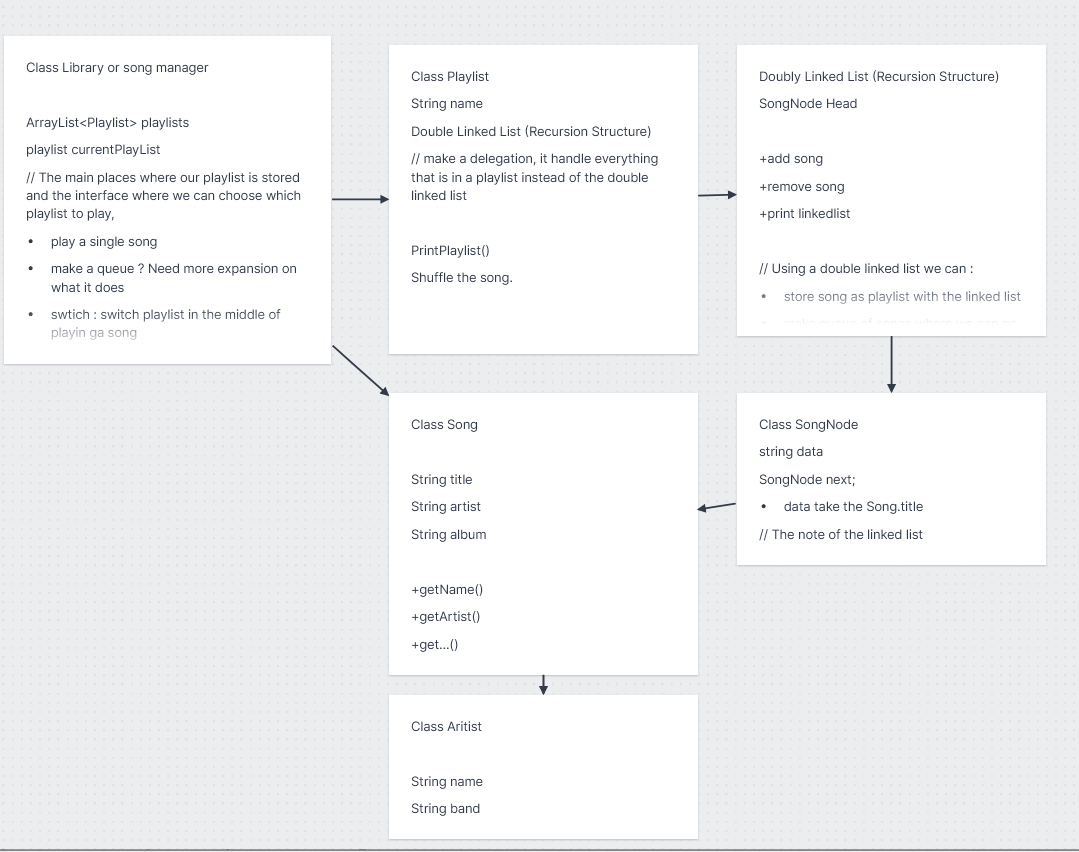 Class Library or song manager
ArrayList<Playlist> playlists
playlist currentPlayList
// The main places where our playlist is stored
and the interface where we can choose which
playlist to play,
• play a single song
• make a queue ? Need more expansion on
what it does
• swtich : switch playlist in the middle of
playin ga song
Class Playlist
String name
Double Linked List (Recursion Structure)
// make a delegation, it handle everything
that is in a playlist instead of the double
linked list
PrintPlaylist()
Shuffle the song.
Doubly Linked List (Recursion Structure)
SongNode Head
+add song
+remove song
+print linkedlist
// Using a double linked list we can :
• store song as playlist with the linked list
Class Song
String title
String artist
String album
+getName()
+getArtist()
+get...()
Class SongNode
string data
SongNode next;
• data take the Song.title
// The note of the linked list
Class Aritist
String name
String band